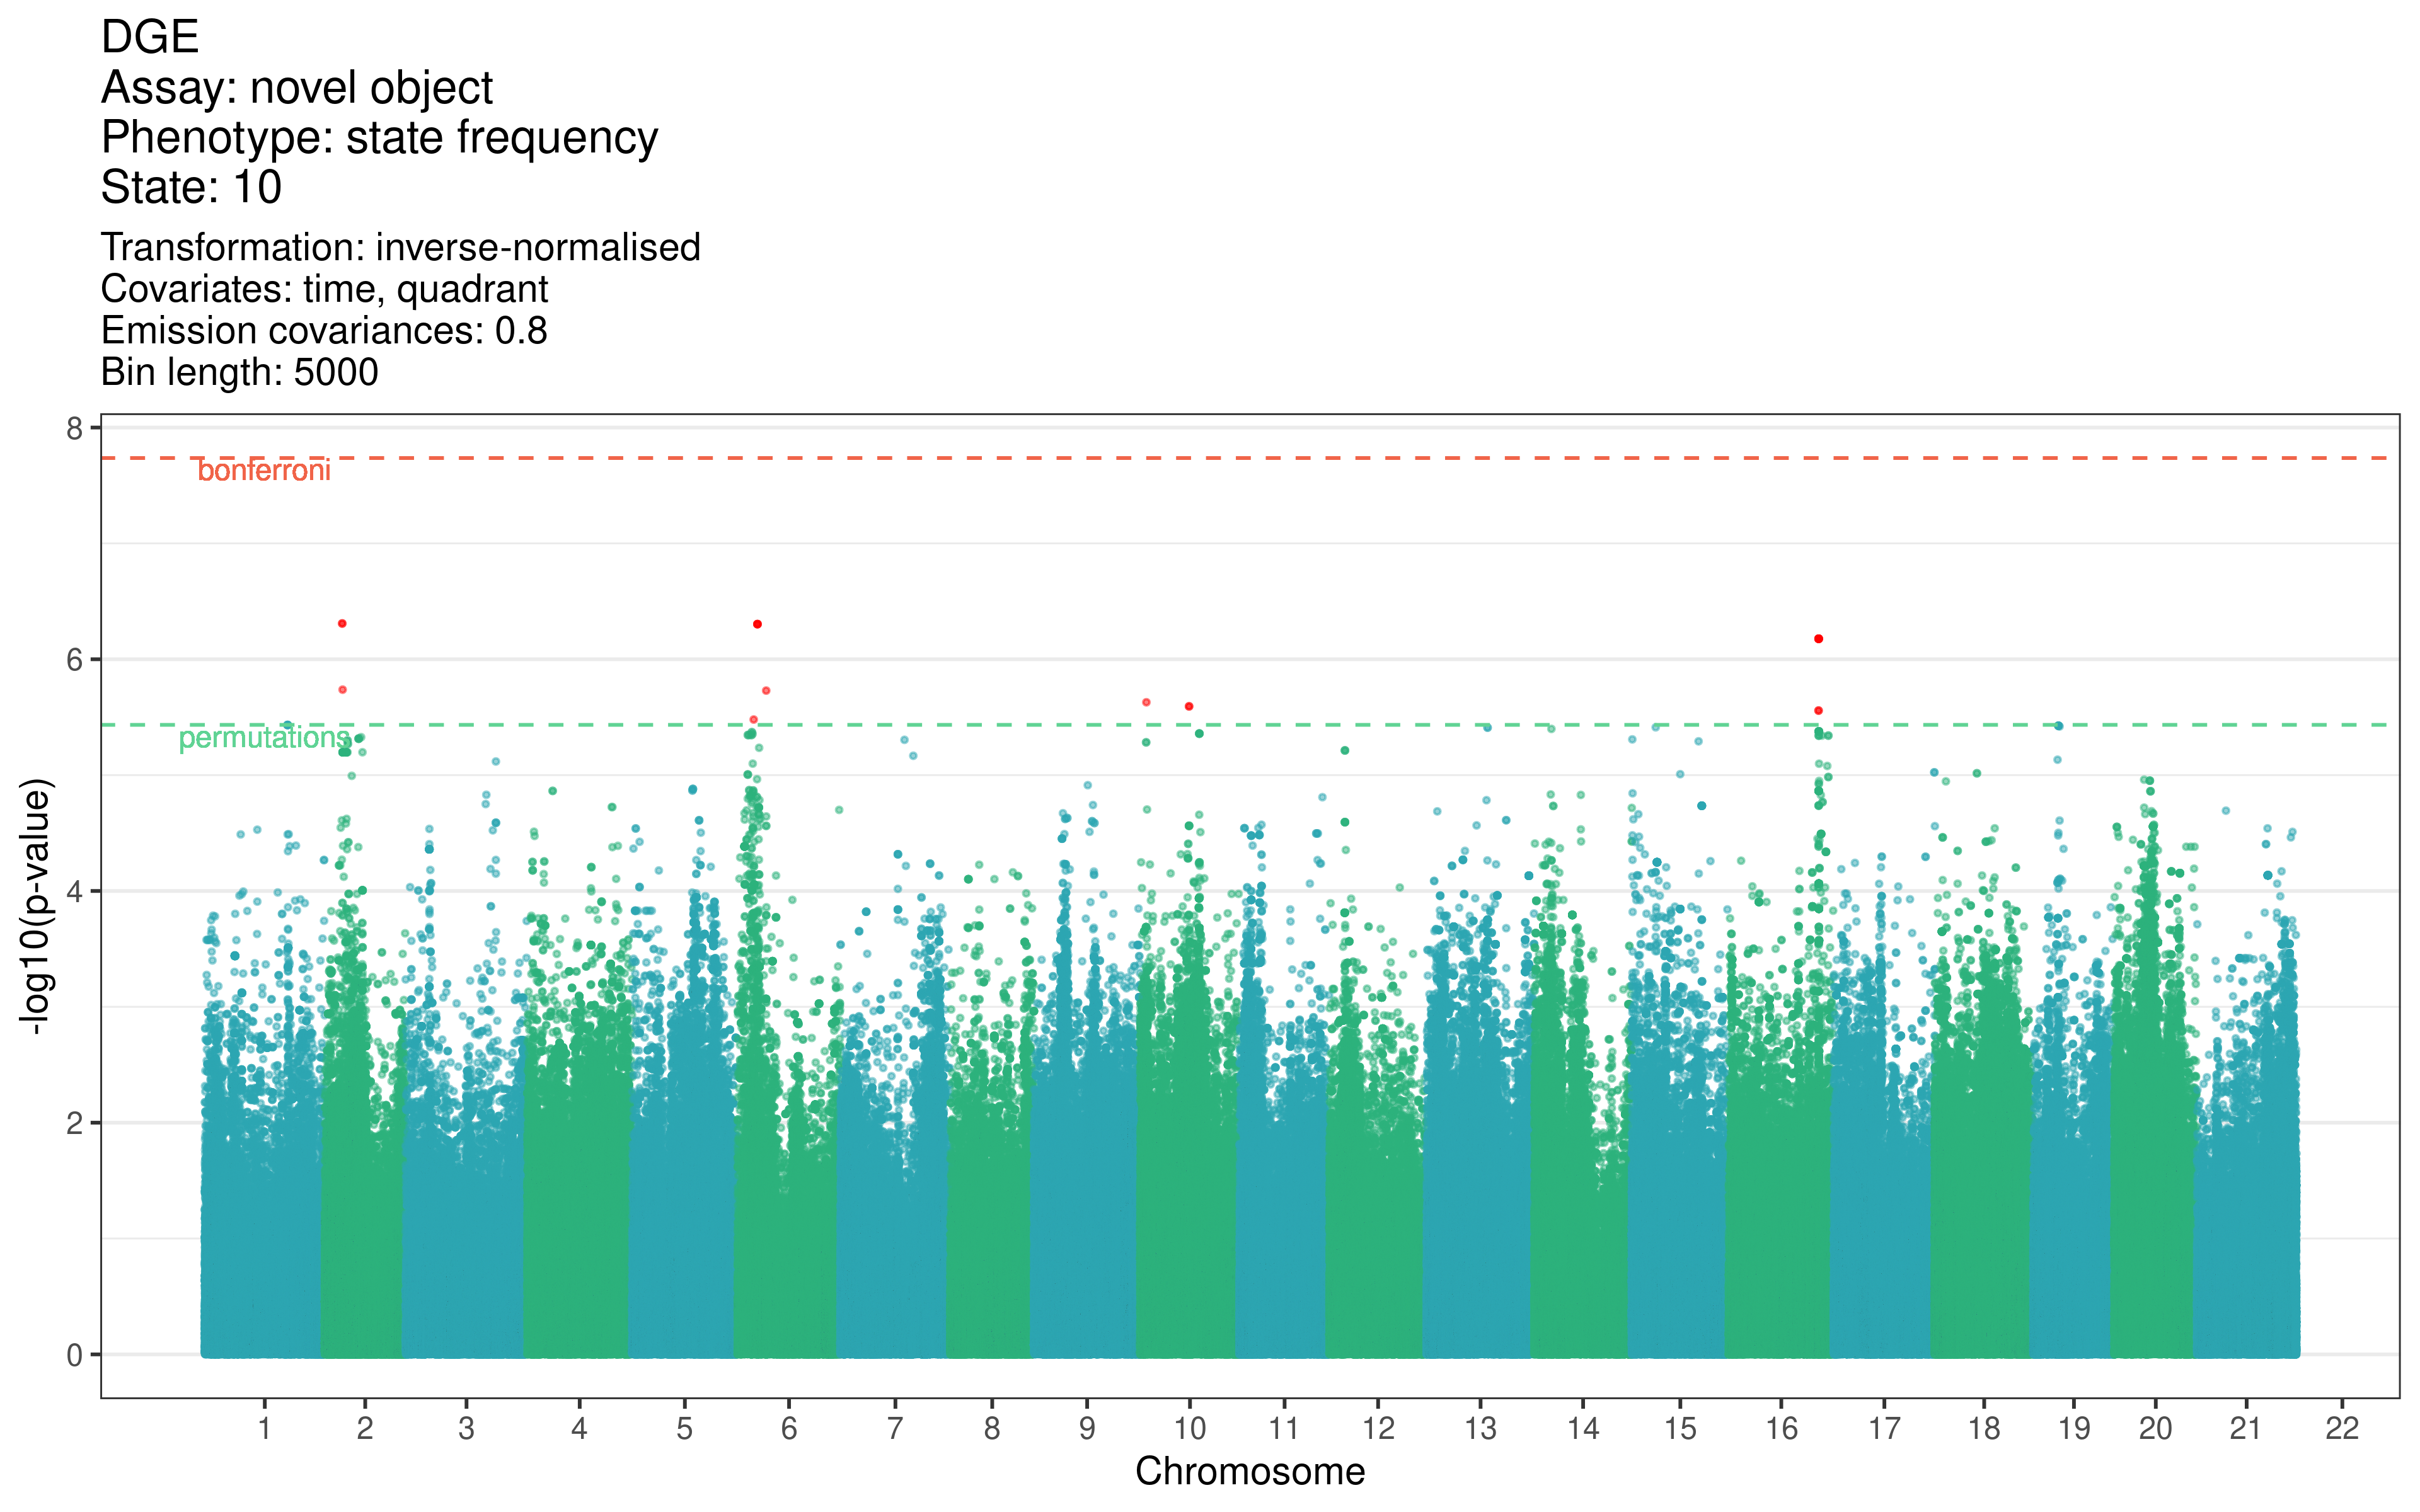 DGE
Assay: novel object
Phenotype: state frequency
State: 10
Transformation: inverse-normalised
Covariates: time, quadrant
Emission covariances: 0.8
Bin length: 5000
8
bonferroni
6
permutations
4
2
0
-log10(p-value)
1 2 3 4 5 6 7 8 9 10 11 12 13 14 15 16 17 18 19 20 21 22
Chromosome